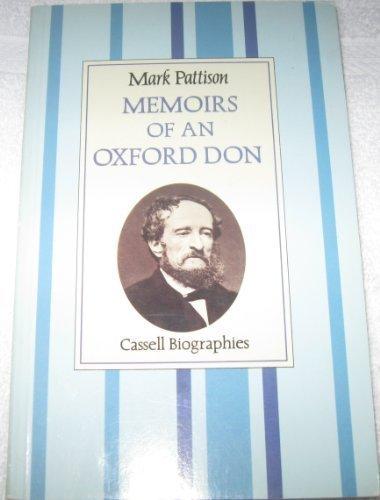 Mark Pattison
MEMOIRS
OF AN
OXFORD DON
Cassell Biographies